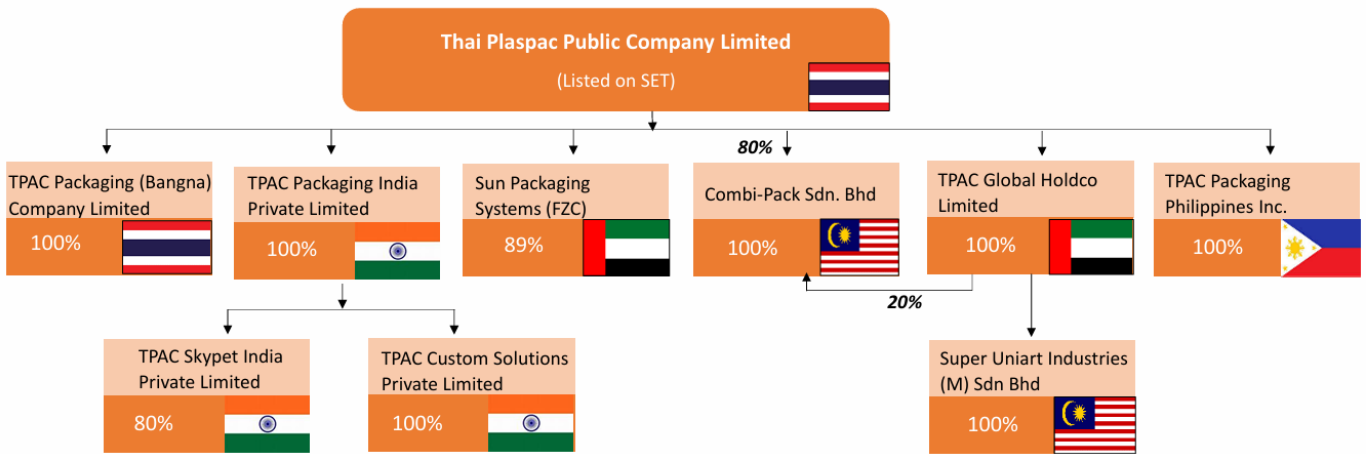 Thai Plaspac Public Company Limited
(Listed on SET)
80%
TPAC Packaging (Bangna)
Company Limited
100%
TPAC Packaging India
Private Limited
100%
Sun Packaging
Systems (FZC)
89%
Combi-Pack Sdn. Bhd
100%
TPAC Global Holdco
Limited
100%
TPAC Packaging
Philippines Inc.
100%
20%
TPAC Skypet India
Private Limited
80%
TPAC Custom Solutions
Private Limited
100%
Super Uniart Industries
(M) Sdn Bhd
100%